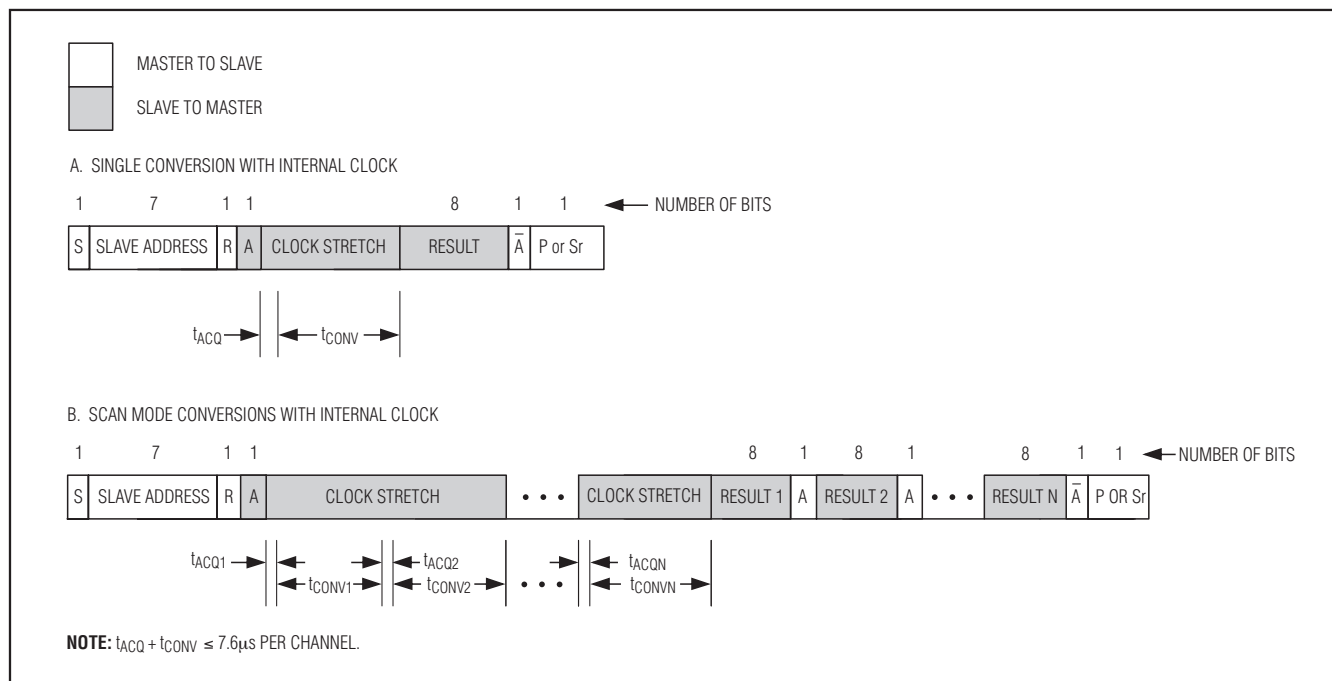 MASTER TO SLAVE
SLAVE TO MASTER
A. SINGLE CONVERSION WITH INTERNAL CLOCK
1 7 1 1 8 1 1 NUMBER OF BITS
S SLAVE ADDRESS R A CLOCK STRETCH RESULT A̅ P or Sr
tACQ tCONV
B. SCAN MODE CONVERSIONS WITH INTERNAL CLOCK
1 7 1 1 8 1 8 1 8 1 1 NUMBER OF BITS
S SLAVE ADDRESS R A CLOCK STRETCH • • • CLOCK STRETCH RESULT 1 A RESULT 2 A • • • RESULT N A̅ P OR Sr
tACQ1 tACQ2 tACQN
tCONV1 tCONV2 • • • tCONVN
NOTE: tACQ + tCONV ≤ 7.6μs PER CHANNEL.